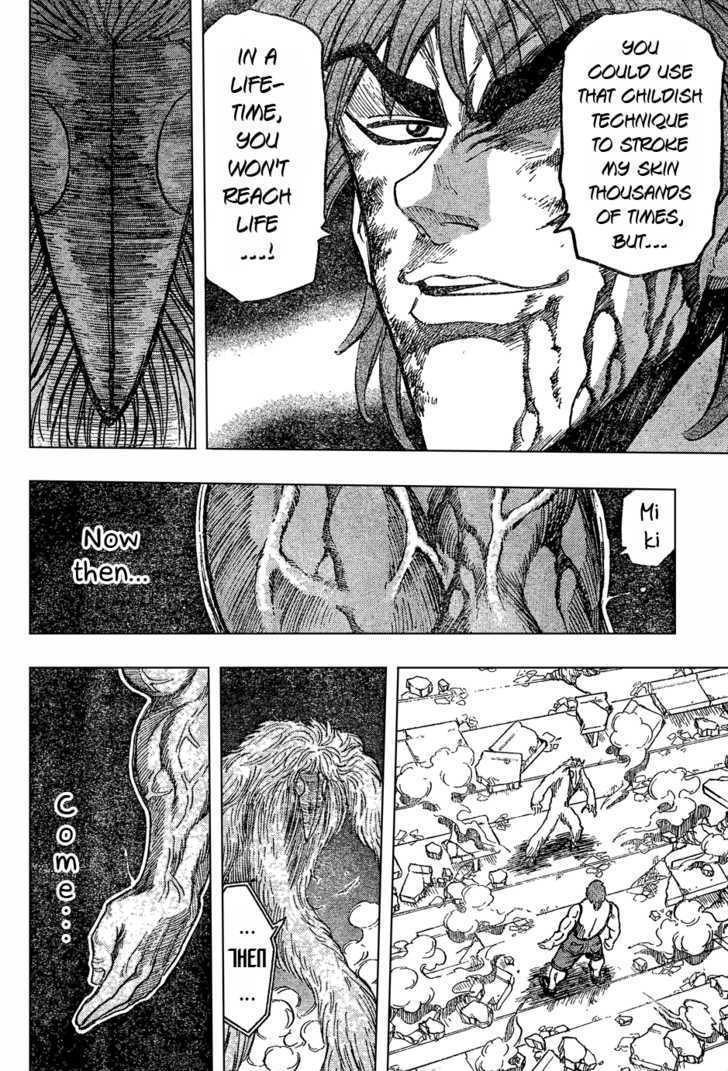 YOU
COULD USE
THAT CHILDISH
TECHNIQUE
TO STROKE
MY SKIN
THOUSANDS
OF TIMES,
BUT...
IN A
LIFE-
TIME,
YOU
WON'T
REACH
LIFE
....!
Mi
ki
Now
then...
...
THEN
...
Come...